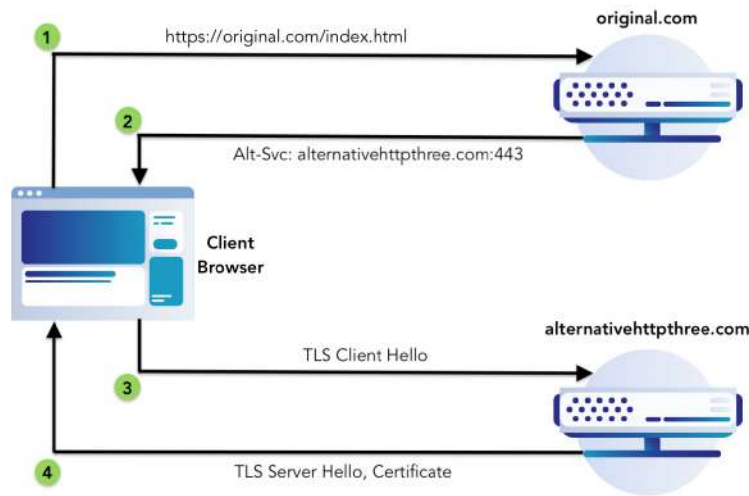 original.com
1
https://original.com/index.html
2
Alt-Svc: alternativehttpthree.com:443
Client
Browser
alternativehttpthree.com
TLS Client Hello
3
4
TLS Server Hello, Certificate